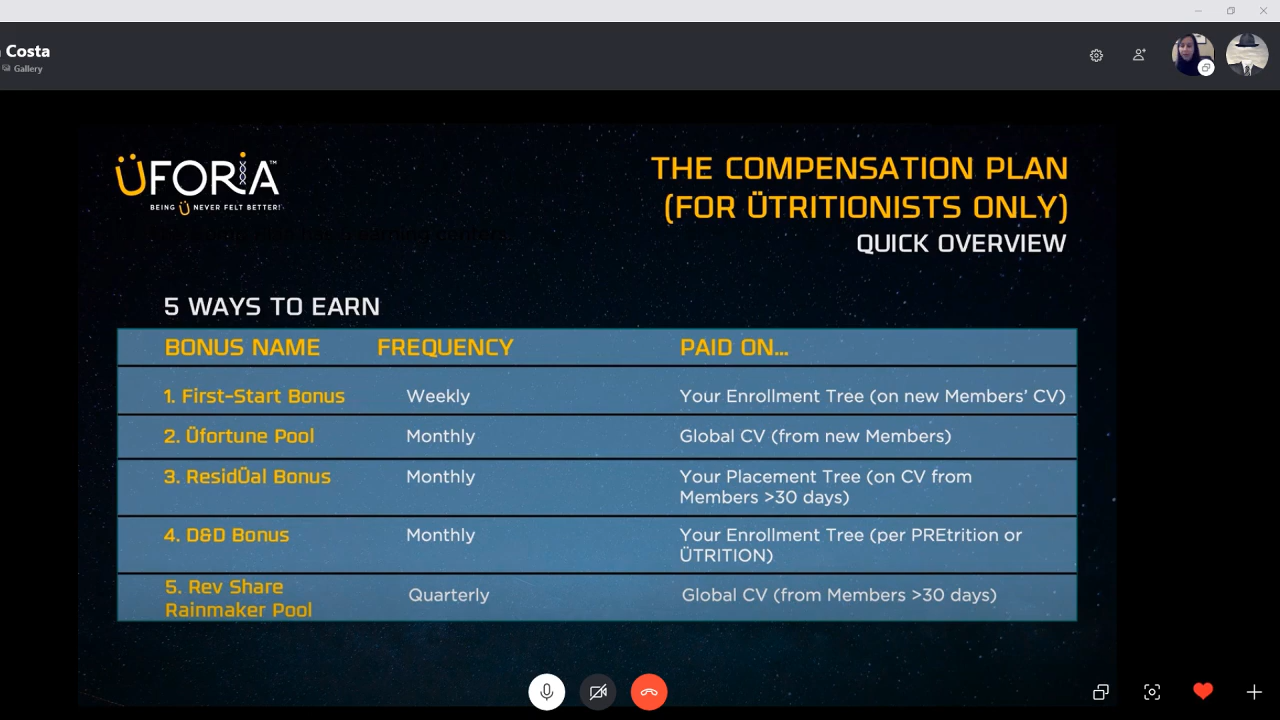 Costa
Gallery
ÜFORIA™
BEING Ü NEVER FELT BETTER!
THE COMPENSATION PLAN
(FOR ÜTRITIONISTS ONLY)
QUICK OVERVIEW
5 WAYS TO EARN
BONUS NAME FREQUENCY PAID ON...
1. First-Start Bonus Weekly Your Enrollment Tree (on new Members' CV)
2. Üfortune Pool Monthly Global CV (from new Members)
3. ResidÜal Bonus Monthly Your Placement Tree (on CV from
Members >30 days)
4. D&D Bonus Monthly Your Enrollment Tree (per PREtrition or
ÜTRITION)
5. Rev Share
Rainmaker Pool Quarterly Global CV (from Members >30 days)